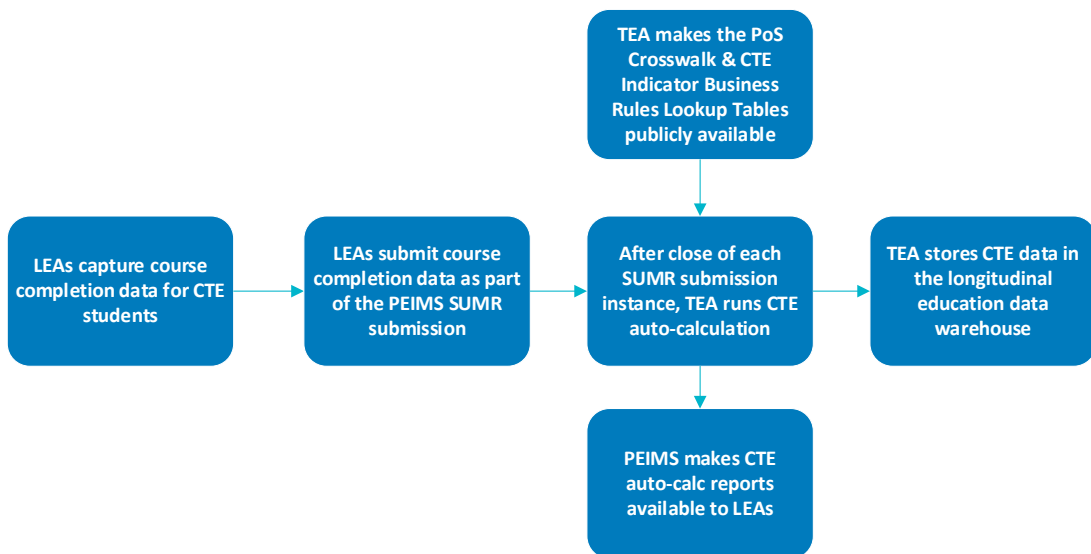 TEA makes the PoS
Crosswalk & CTE
Indicator Business
Rules Lookup Tables
publicly available
LEAs capture course
completion data for CTE
students
LEAs submit course
completion data as part
of the PEIMS SUMR
submission
After close of each
SUMR submission
instance, TEA runs CTE
auto-calculation
TEA stores CTE data in
the longitudinal
education data
warehouse
PEIMS makes CTE
auto-calc reports
available to LEAs